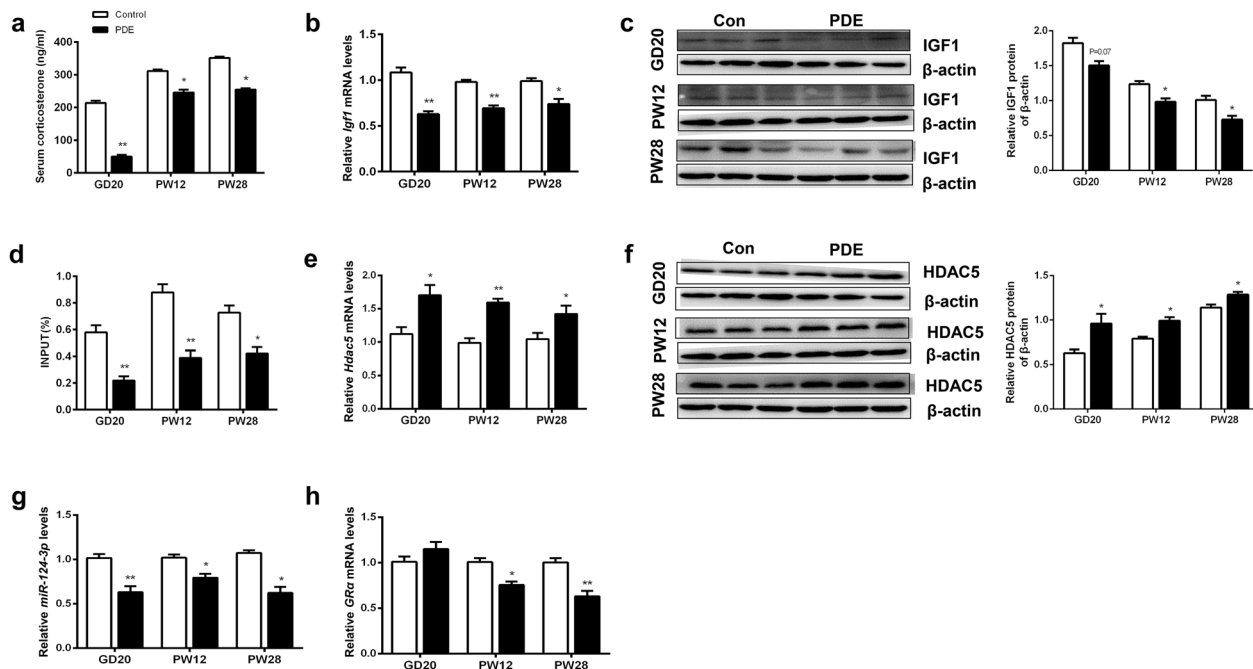 a
Control
PDE
Serum corticosterone (ng/ml)
400
300
200
100
0
**
*
*
GD20
PW12
PW28
b
Relative Igf1 mRNA levels
1.5
1.0
0.5
0.0
**
**
*
GD20
PW12
PW28
c
Con
PDE
GD20
IGF1
β-actin
PW12
IGF1
β-actin
PW28
IGF1
β-actin
Relative IGF1 protein
of β-actin
2.0
1.5
1.0
0.5
0.0
P=0.07
*
*
GD20
PW12
PW28
d
INPUT(%)
1.0
0.8
0.6
0.4
0.2
0.0
**
**
*
GD20
PW12
PW28
e
Relative Hdac5 mRNA levels
2.0
1.5
1.0
0.5
0.0
*
**
*
GD20
PW12
PW28
f
Con
PDE
GD20
HDAC5
β-actin
PW12
HDAC5
β-actin
PW28
HDAC5
β-actin
Relative HDAC5 protein
of β-actin
1.5
1.0
0.5
0.0
*
*
*
GD20
PW12
PW28
g
Relative miR-124-3p levels
1.5
1.0
0.5
0.0
**
*
*
GD20
PW12
PW28
h
Relative GRα mRNA levels
1.5
1.0
0.5
0.0
*
**
GD20
PW12
PW28